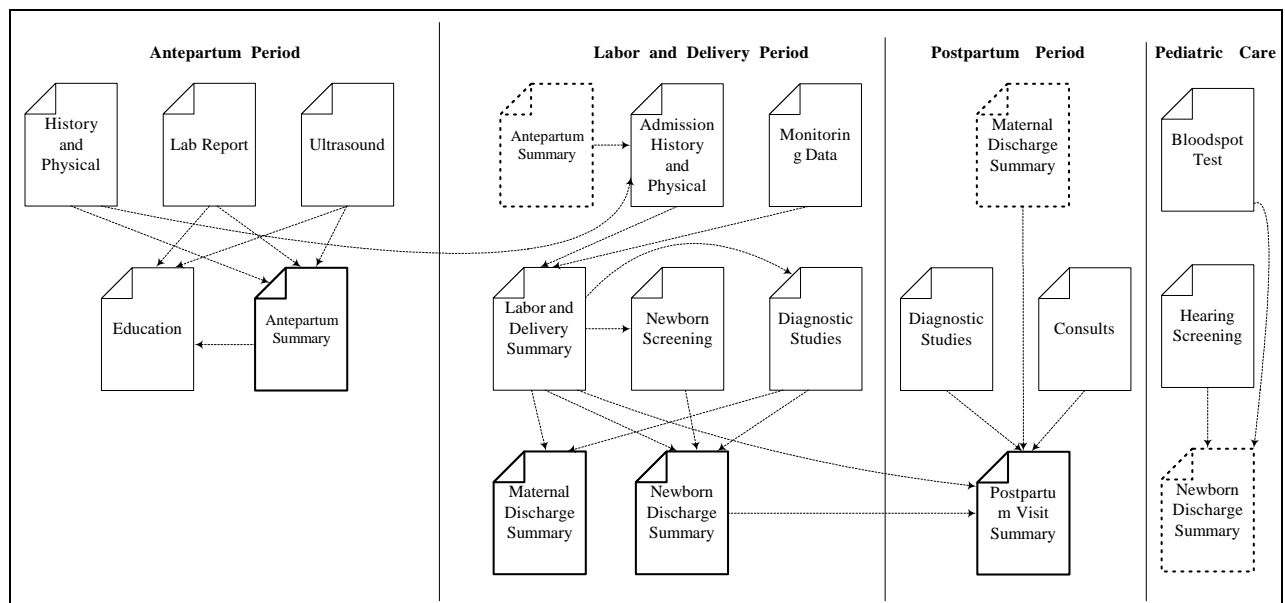 Antepartum Period
Labor and Delivery Period
Postpartum Period
Pediatric Care
History
and
Physical
Lab Report
Ultrasound
Antepartum
Summary
Admission
History
and
Physical
Monitorin
g Data
Maternal
Discharge
Summary
Bloodspot
Test
Education
Antepartum
Summary
Labor and
Delivery
Summary
Newborn
Screening
Diagnostic
Studies
Diagnostic
Studies
Consults
Hearing
Screening
Maternal
Discharge
Summary
Newborn
Discharge
Summary
Postpartu
m Visit
Summary
Newborn
Discharge
Summary